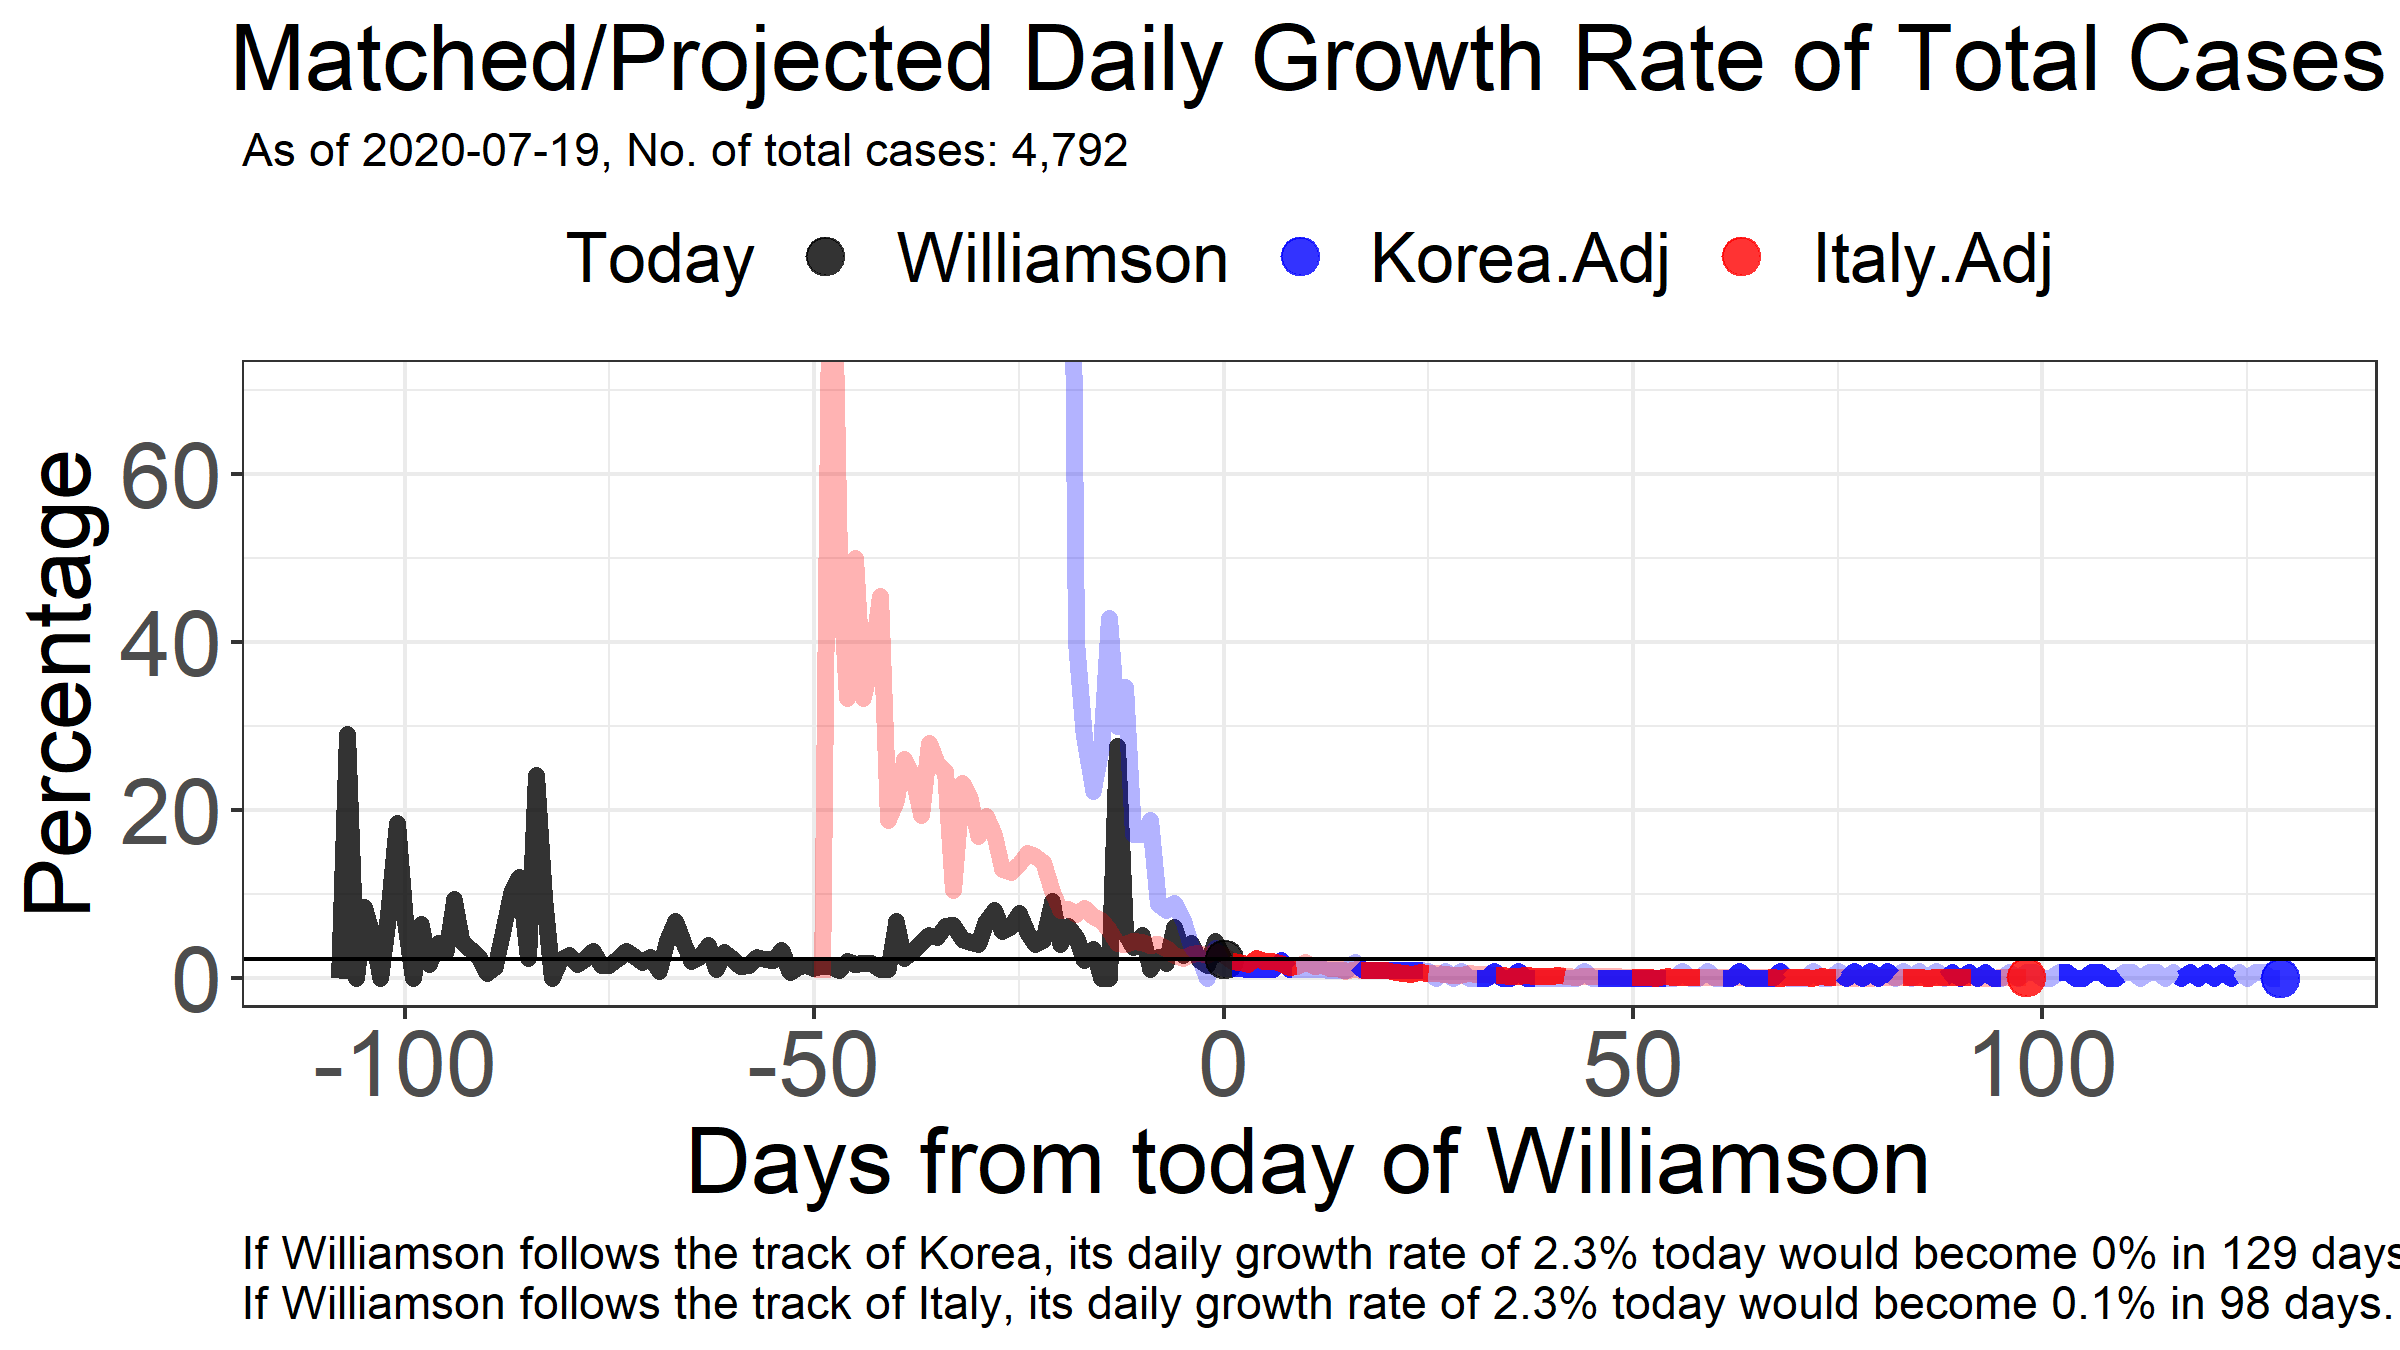 Matched/Projected Daily Growth Rate of Total Cases
As of 2020-07-19, No. of total cases: 4,792
Today Williamson Korea.Adj Italy.Adj
Percentage
60
40
20
0
-100 -50 0 50 100
Days from today of Williamson
If Williamson follows the track of Korea, its daily growth rate of 2.3% today would become 0% in 129 days
If Williamson follows the track of Italy, its daily growth rate of 2.3% today would become 0.1% in 98 days.